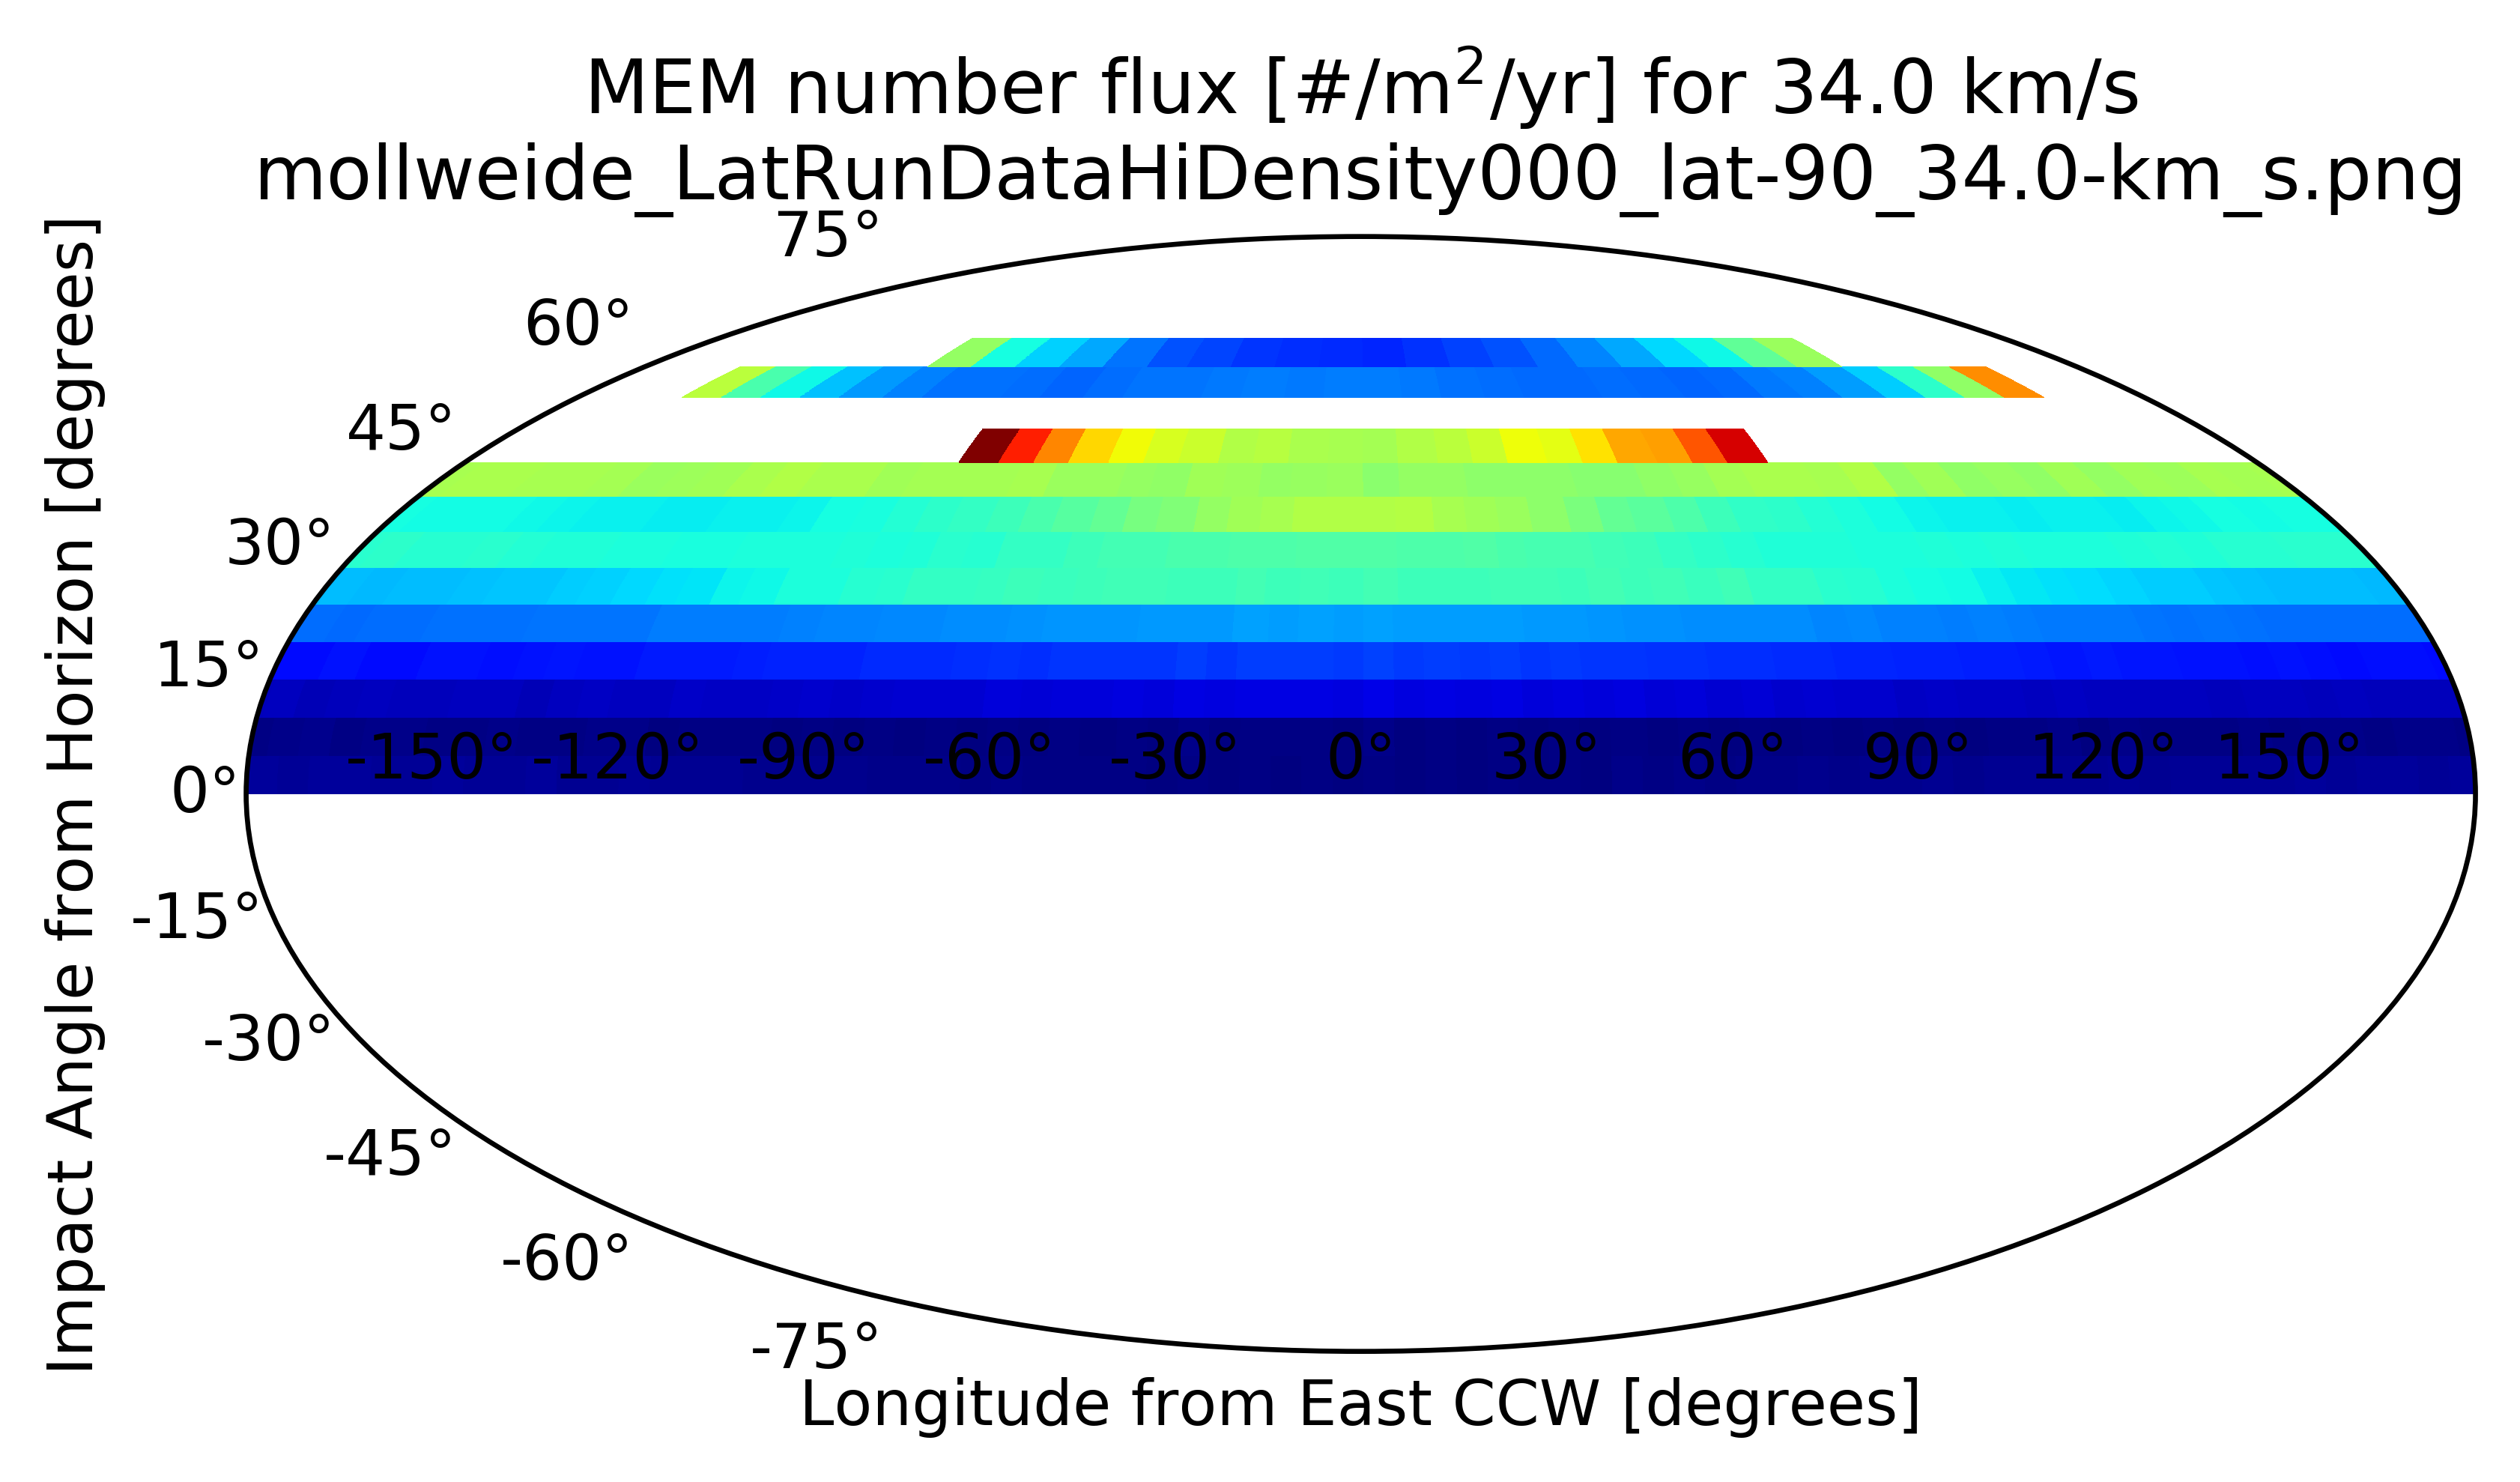 MEM number flux [#/m²/yr] for 34.0 km/s
mollweide_LatRunDataHiDensity000_lat-90_34.0-km_s.png
Impact Angle from Horizon [degrees]
75°
60°
45°
30°
15°
0°
-15°
-30°
-45°
-60°
-75°
-150° -120° -90° -60° -30° 0° 30° 60° 90° 120° 150°
Longitude from East CCW [degrees]